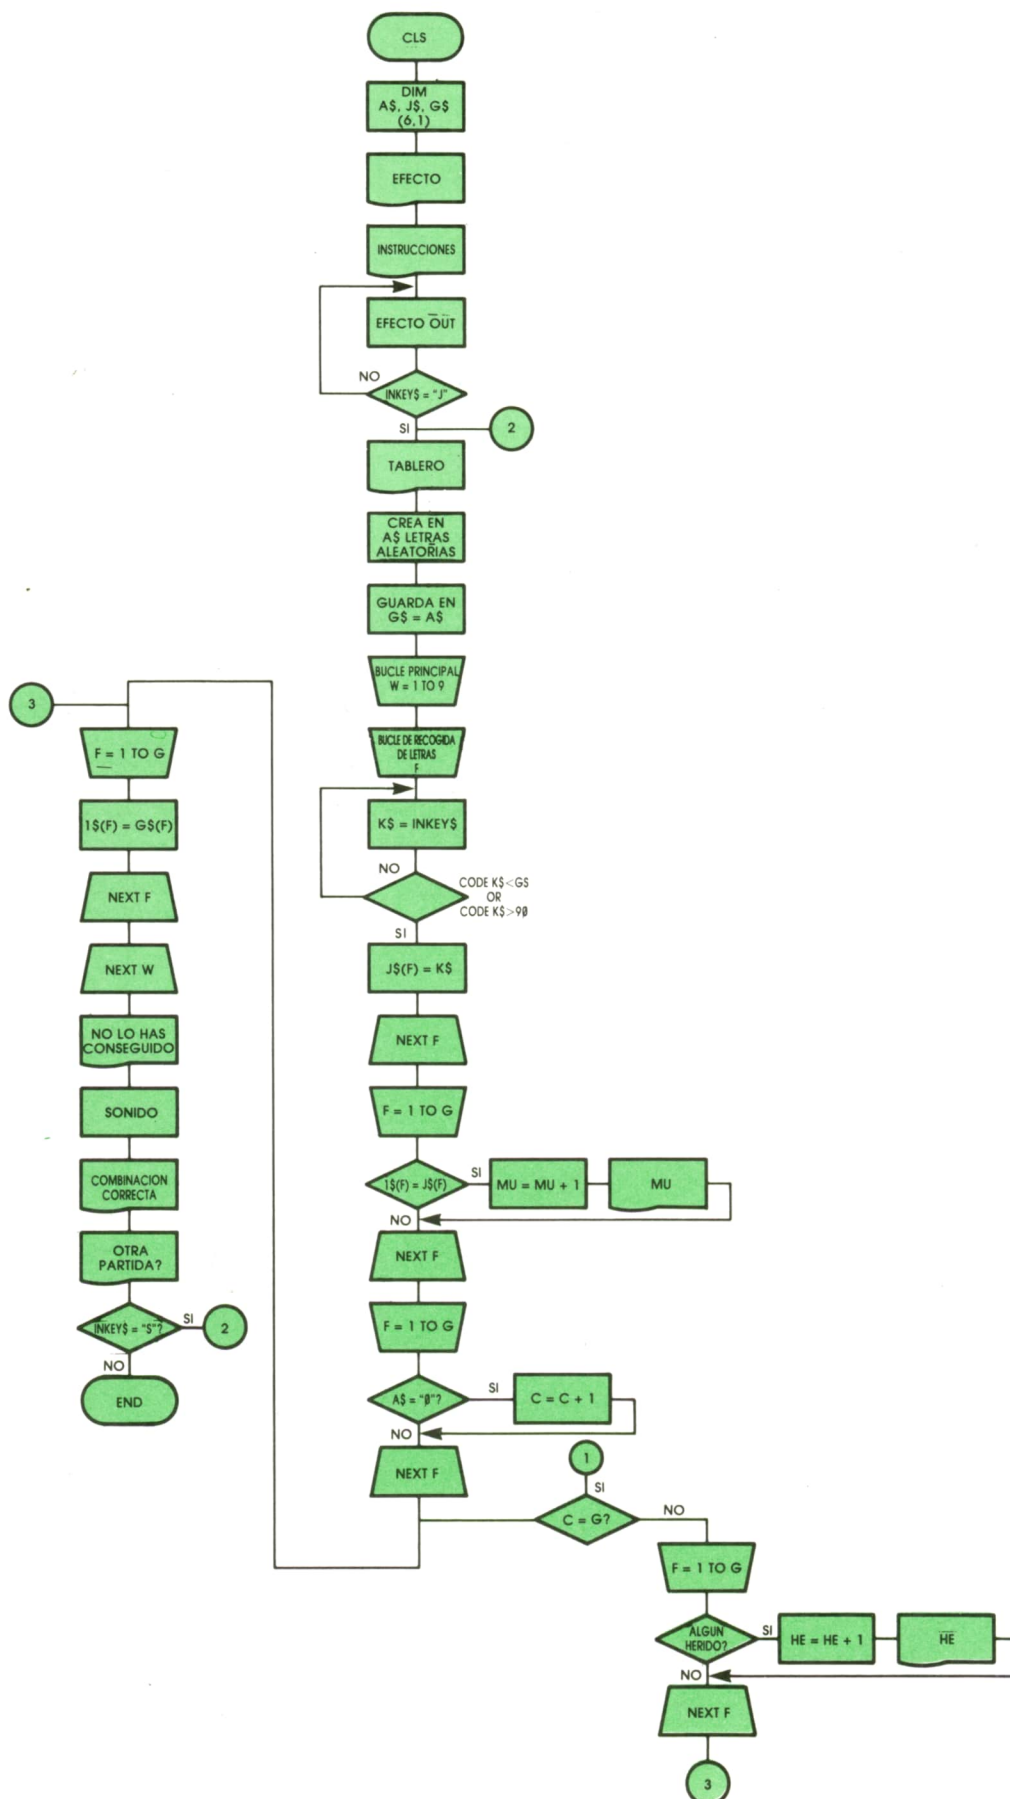 CLS
DIM
A$, J$, G$
(6,1)
EFECTO
INSTRUCCIONES
EFECTO OUT
NO
INKEY$ = "J"
SI
2
TABLERO
CREA EN
A$ LETRAS
ALEATORIAS
GUARDA EN
G$ = A$
BUCLE PRINCIPAL
W = 1 TO 9
BUCLE DE RECOGIDA
DE LETRAS
F
K$ = INKEY$
NO
CODE K$<GS
OR
CODE K$>90
SI
J$(F) = K$
NEXT F
F = 1 TO G
1$(F) = J$(F)
SI
MU = MU + 1
MU
NO
NEXT F
F = 1 TO G
A$ = "0"?
SI
C = C + 1
NO
NEXT F
1
SI
C = G?
NO
F = 1 TO G
ALGUN
HERIDO?
SI
HE = HE + 1
HE
NO
NEXT F
3
3
F = 1 TO G
1$(F) = G$(F)
NEXT F
NEXT W
NO LO HAS
CONSEGUIDO
SONIDO
COMBINACION
CORRECTA
OTRA
PARTIDA?
INKEY$ = "S"?
SI
2
NO
END